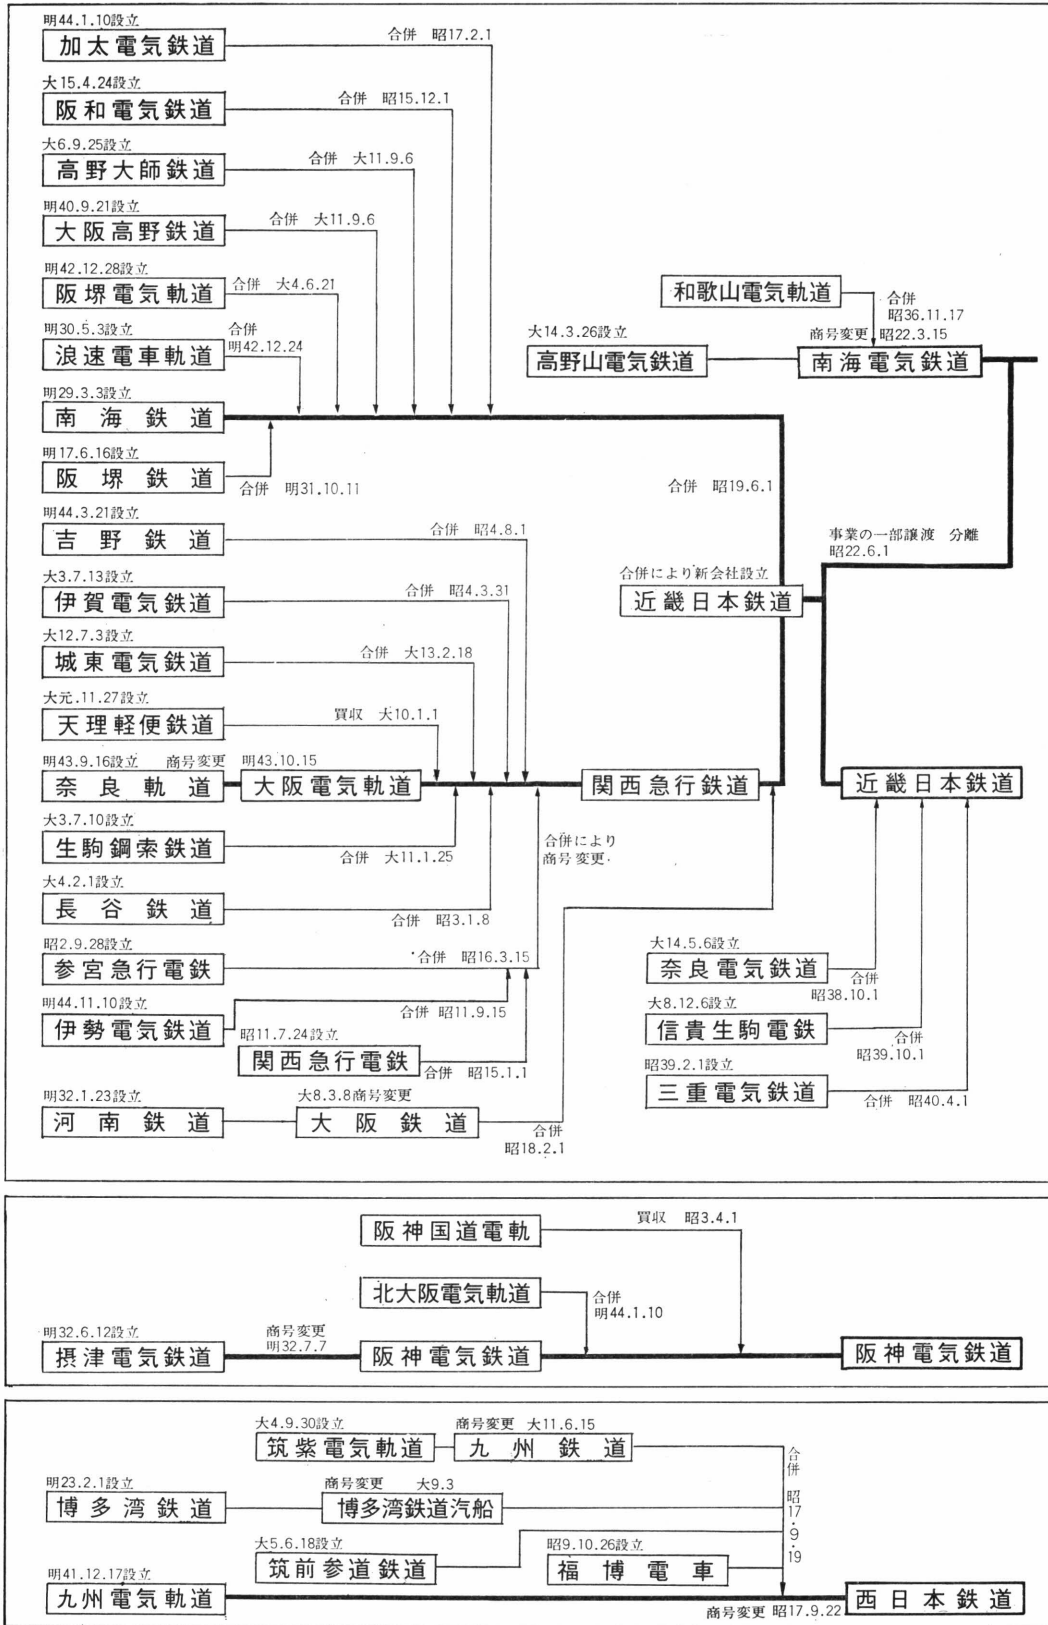 明44.1.10設立
加太電気鉄道
合併 昭17.2.1
大15.4.24設立
阪和電気鉄道
合併 昭15.12.1
大6.9.25設立
高野大師鉄道
合併 大11.9.6
明40.9.21設立
大阪高野鉄道
合併 大11.9.6
明42.12.28設立
阪堺電気軌道
合併 大4.6.21
明30.5.3設立
浪速電車軌道
合併
明42.12.24
明29.3.3設立
南海鉄道
明17.6.16設立
阪堺鉄道
合併 明31.10.11
和歌山電気軌道
合併
昭36.11.17
大14.3.26設立
高野山電気鉄道
商号変更 昭22.3.15
南海電気鉄道
合併 昭19.6.1
事業の一部譲渡 分離
昭22.6.1
明44.3.21設立
吉野鉄道
合併 昭4.8.1
大3.7.13設立
伊賀電気鉄道
合併 昭4.3.31
合併により新会社設立
近畿日本鉄道
大12.7.3設立
城東電気鉄道
合併 大13.2.18
大元.11.27設立
天理軽便鉄道
買収 大10.1.1
明43.9.16設立 商号変更 明43.10.15
奈良軌道
大阪電気軌道
関西急行鉄道
近畿日本鉄道
大3.7.10設立
生駒鋼索鉄道
合併 大11.1.25
合併により
商号変更
大4.2.1設立
長谷鉄道
合併 昭3.1.8
昭2.9.28設立
参宮急行電鉄
合併 昭16.3.15
明44.11.10設立
伊勢電気鉄道
合併 昭11.9.15
昭11.7.24設立
関西急行電鉄
合併 昭15.1.1
明32.1.23設立
河南鉄道
大8.3.8商号変更
大阪鉄道
合併
昭18.2.1
大14.5.6設立
奈良電気鉄道
合併
昭38.10.1
大8.12.6設立
信貴生駒電鉄
合併
昭39.10.1
昭39.2.1設立
三重電気鉄道
合併 昭40.4.1
阪神国道電軌
買収 昭3.4.1
北大阪電気軌道
合併
明44.1.10
明32.6.12設立
摂津電気鉄道
商号変更
明32.7.7
阪神電気鉄道
阪神電気鉄道
大4.9.30設立
筑紫電気軌道
商号変更 大11.6.15
九州鉄道
合併 昭17・9・19
明23.2.1設立
博多湾鉄道
商号変更 大9.3
博多湾鉄道汽船
大5.6.18設立
筑前参道鉄道
昭9.10.26設立
福博電車
明41.12.17設立
九州電気軌道
商号変更 昭17.9.22
西日本鉄道